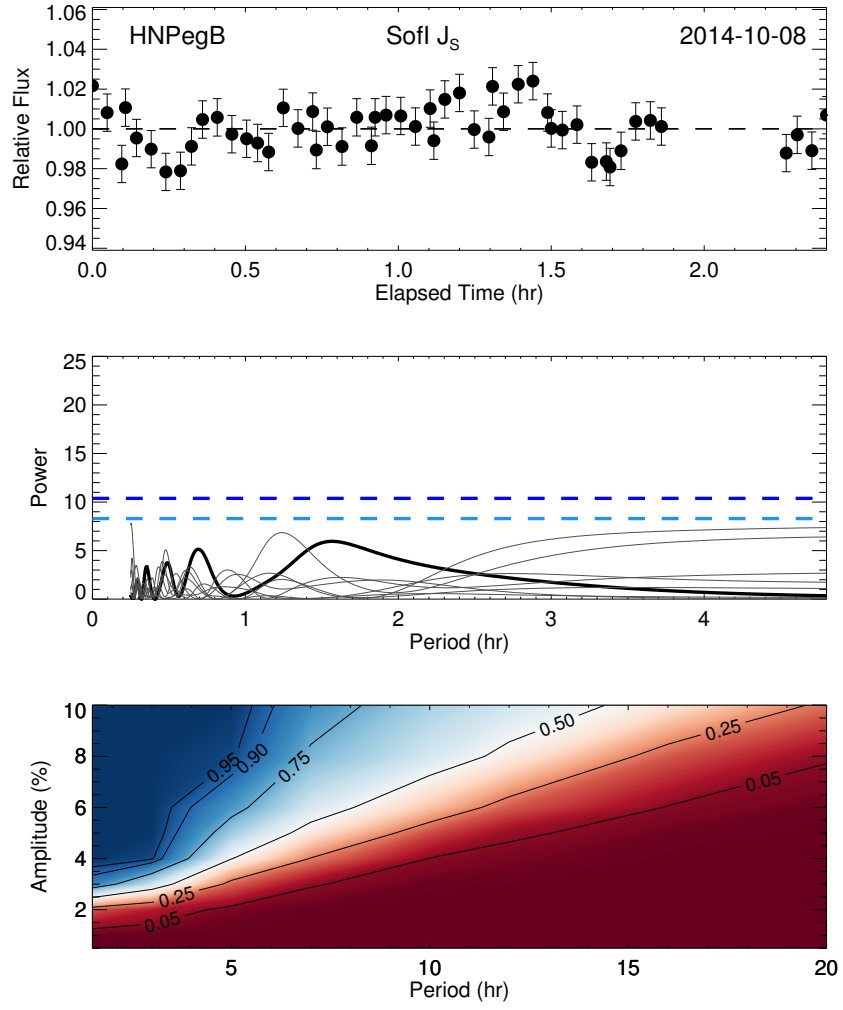 HNPegB SofI J_S 2014-10-08
1.06
1.04
1.02
1.00
0.98
0.96
0.94
Relative Flux
0.0 0.5 1.0 1.5 2.0
Elapsed Time (hr)
25
20
15
10
5
0
Power
0 1 2 3 4
Period (hr)
10
8
6
4
2
Amplitude (%)
0.95
0.90
0.75
0.50
0.25
0.05
0.25
0.05
5 10 15 20
Period (hr)